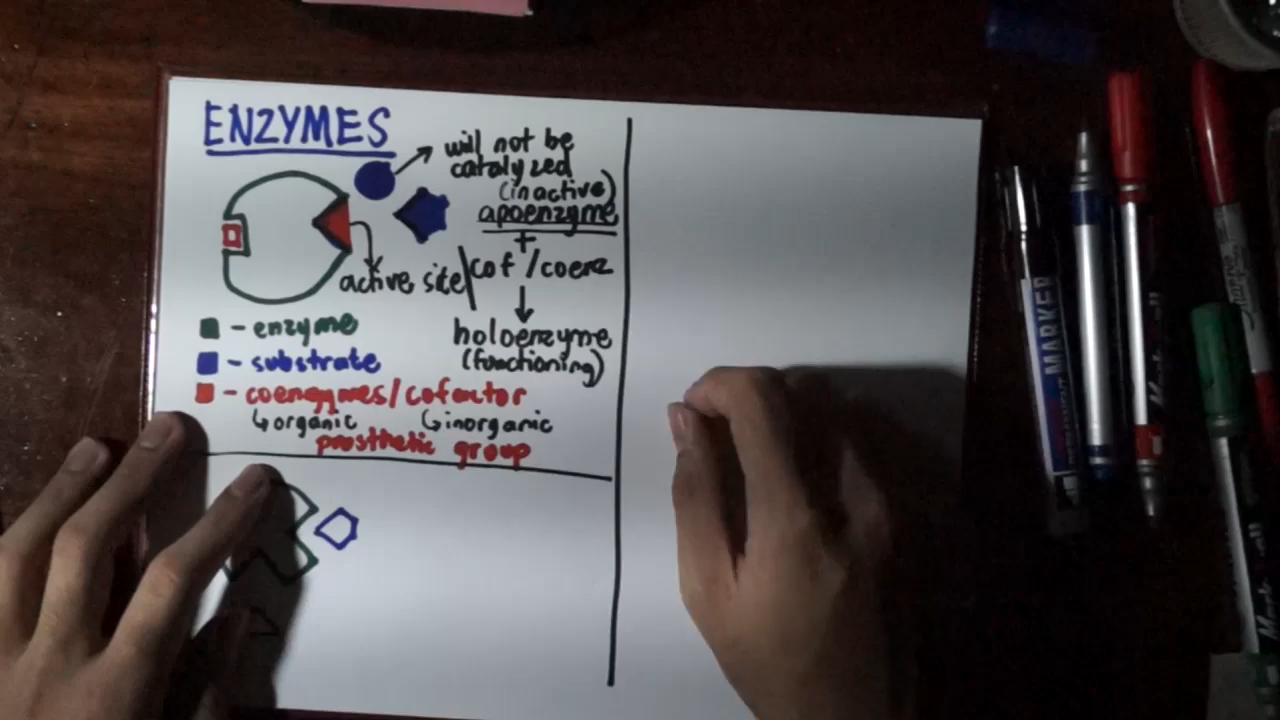 ENZYMES
will not be
catalyzed
(inactive)
apoenzyme
+
cof/coenz
holoenzyme
(functioning)
active site
- enzyme
- substrate
- coenzymes/cofactor
organic
inorganic
prosthetic group
MARKER